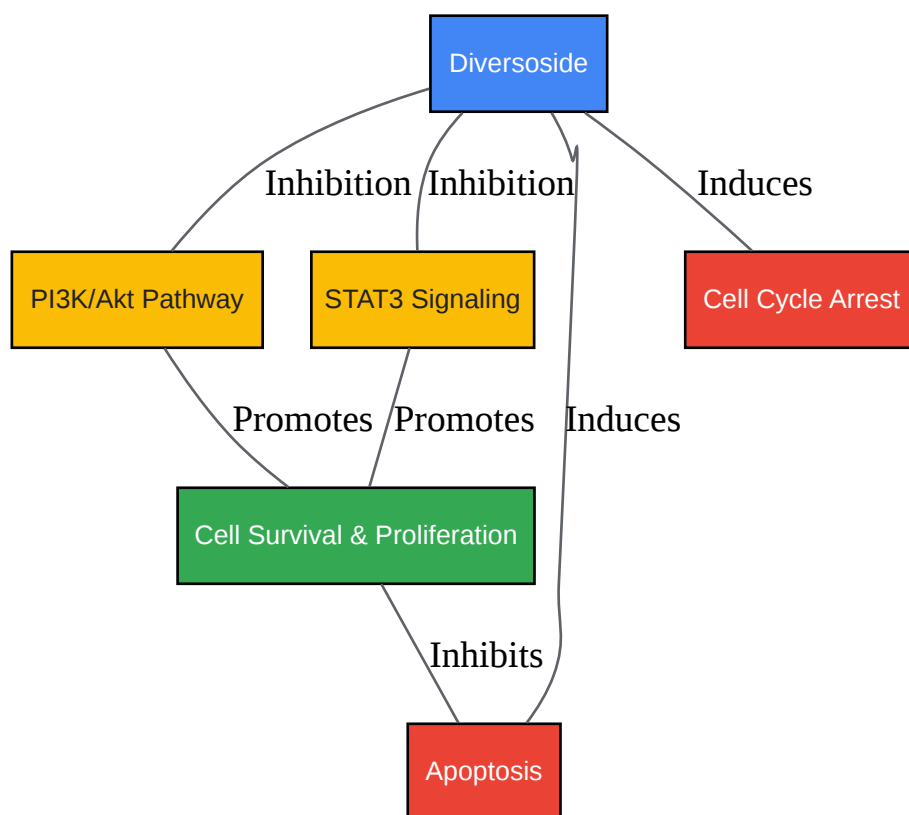 Diversoside
Inhibition
Inhibition
Induces
PI3K/Akt Pathway
STAT3 Signaling
Cell Cycle Arrest
Promotes
Promotes
Induces
Cell Survival & Proliferation
Inhibits
Apoptosis